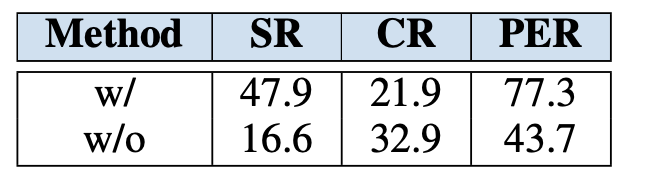 Method SR CR PER
w/ 47.9 21.9 77.3
w/o 16.6 32.9 43.7